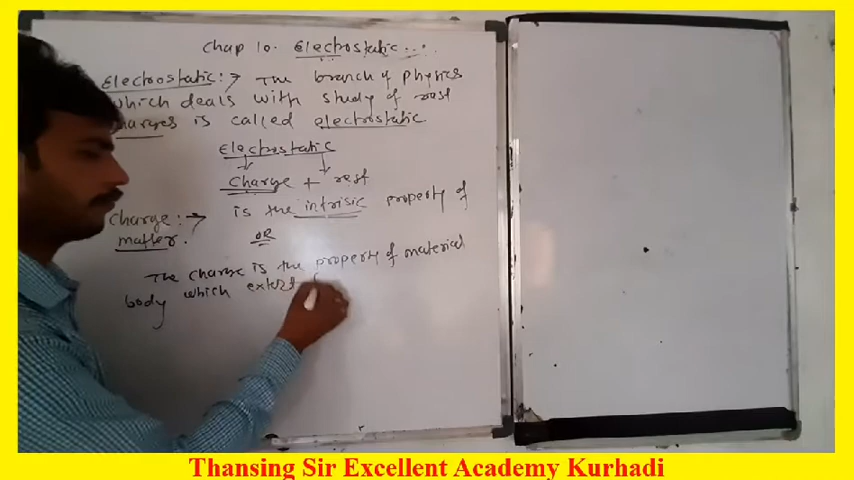 Chap 10. Electrostatic....
Electrostatic :→ The branch of physics
which deals with study of rest
charges is called electrostatic.
Electrostatic
Charge + rest
Charge :→ is the intrisic property of
matter.
OR
The charge is the property of material
body which
Thansing Sir Excellent Academy Kurhadi